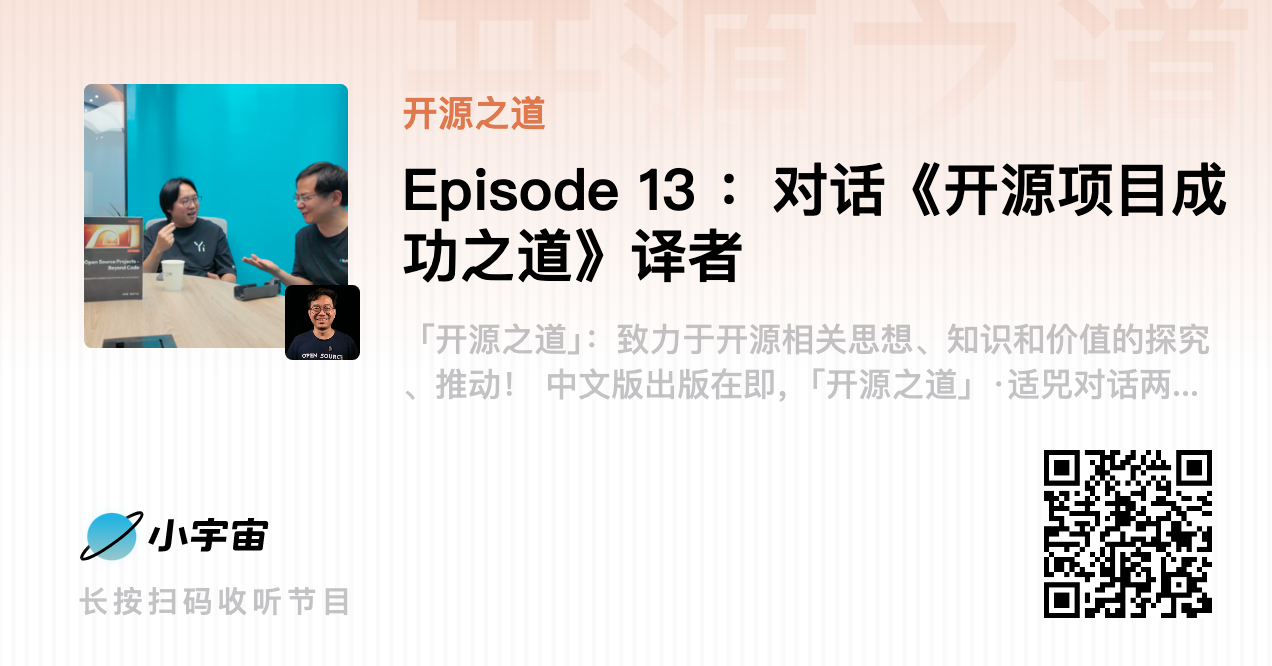 开源之道
开源之道
Episode 13 ：对话《开源项目成
功之道》译者
「开源之道」：致力于开源相关思想、知识和价值的探究
、推动！ 中文版出版在即，「开源之道」·适兕对话两...
Open Source Projects -
Beyond Code
Yi
OPEN SOURCE
小宇宙
长按扫码收听节目